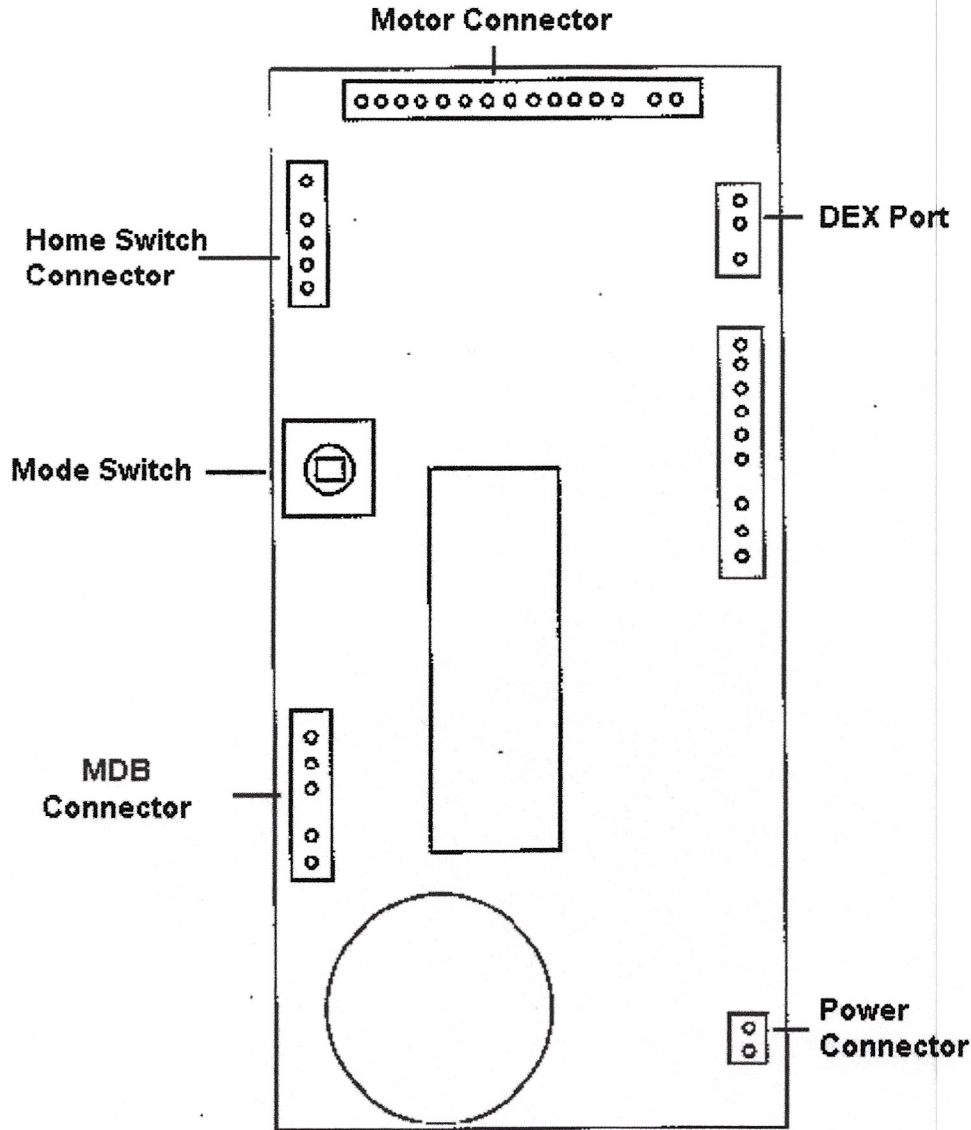 Motor Connector
DEX Port
Home Switch
Connector
Mode Switch
MDB
Connector
Power
Connector